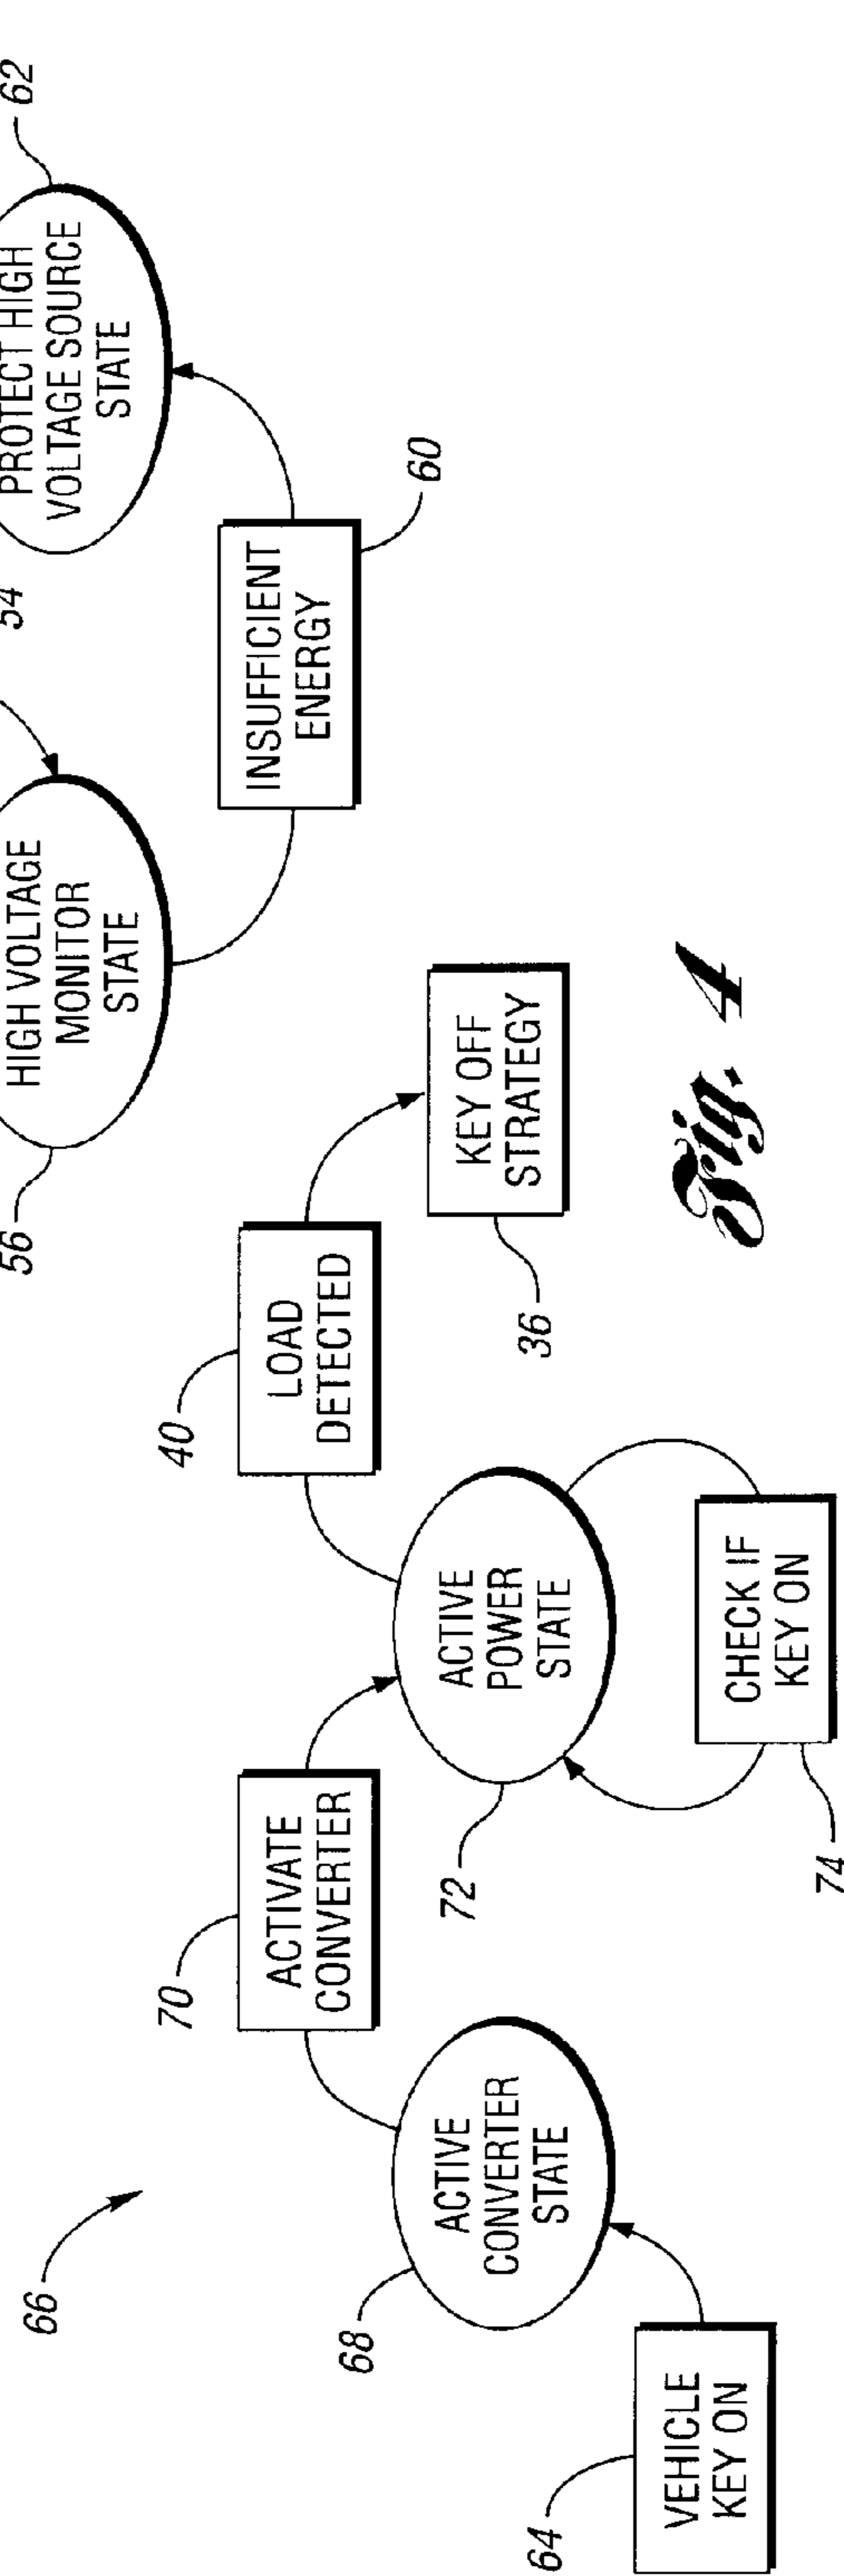 54
62
HIGH VOLTAGE
MONITOR
STATE
56
PROTECT HIGH
VOLTAGE SOURCE
STATE
INSUFFICIENT
ENERGY
60
66
70
ACTIVATE
CONVERTER
40
LOAD
DETECTED
68
ACTIVE
CONVERTER
STATE
72
ACTIVE
POWER
STATE
KEY OFF
STRATEGY
36
64
VEHICLE
KEY ON
CHECK IF
KEY ON
74
Fig. 4